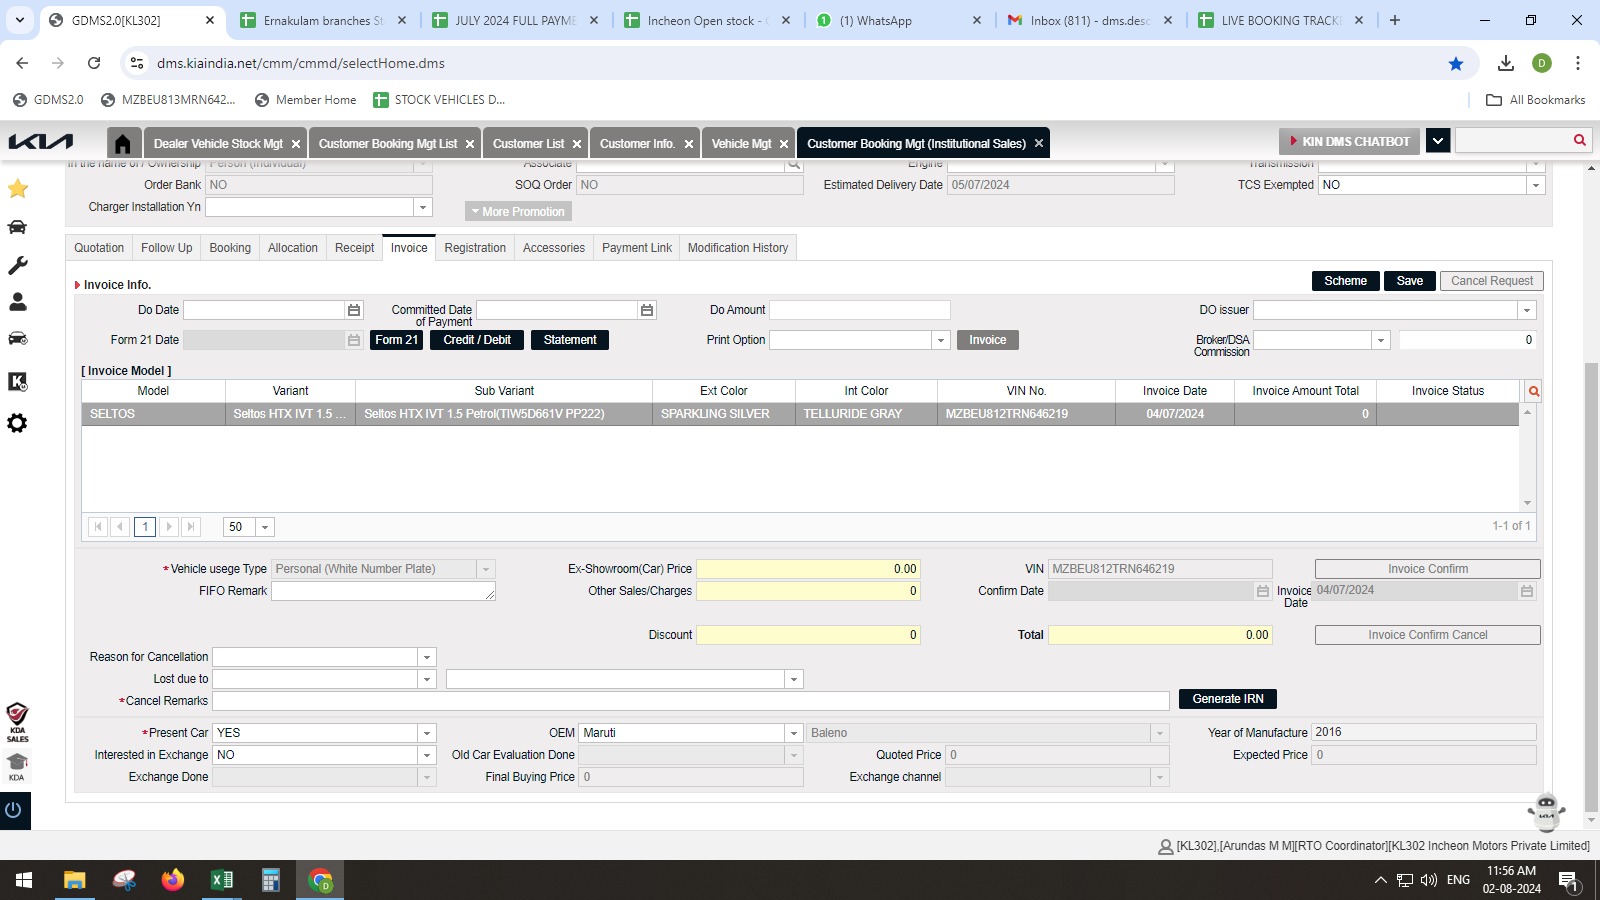 GDMS2.0[KL302]
Ernakulam branches St
JULY 2024 FULL PAYME
Incheon Open stock - G
(1) WhatsApp
Inbox (811) - dms.desc
LIVE BOOKING TRACKE
dms.kiaindia.net/cmm/cmmd/selectHome.dms
D
GDMS2.0
MZBEU813MRN642...
Member Home
STOCK VEHICLES D...
All Bookmarks
KIA
Dealer Vehicle Stock Mgt
Customer Booking Mgt List
Customer List
Customer Info.
Vehicle Mgt
Customer Booking Mgt (Institutional Sales)
KIN DMS CHATBOT
In the name of / Ownership Person (Individual) Associate Engine Transmission
Order Bank NO SOQ Order NO Estimated Delivery Date 05/07/2024 TCS Exempted NO
Charger Installation Yn More Promotion
Quotation Follow Up Booking Allocation Receipt Invoice Registration Accessories Payment Link Modification History
Invoice Info. Scheme Save Cancel Request
Do Date Committed Date of Payment Do Amount DO issuer
Form 21 Date Form 21 Credit / Debit Statement Print Option Invoice Broker/DSA Commission 0
[ Invoice Model ]
Model Variant Sub Variant Ext Color Int Color VIN No. Invoice Date Invoice Amount Total Invoice Status
SELTOS Seltos HTX IVT 1.5 ... Seltos HTX IVT 1.5 Petrol(TIW5D661V PP222) SPARKLING SILVER TELLURIDE GRAY MZBEU812TRN646219 04/07/2024 0
1 50 1-1 of 1
*Vehicle usege Type Personal (White Number Plate) Ex-Showroom(Car) Price 0.00 VIN MZBEU812TRN646219 Invoice Confirm
FIFO Remark Other Sales/Charges 0 Confirm Date Invoice Date 04/07/2024
Discount 0 Total 0.00 Invoice Confirm Cancel
Reason for Cancellation
Lost due to
*Cancel Remarks Generate IRN
*Present Car YES OEM Maruti Baleno Year of Manufacture 2016
Interested in Exchange NO Old Car Evaluation Done Quoted Price 0 Expected Price 0
Exchange Done Final Buying Price 0 Exchange channel
KDA
SALES
KDA
[KL302],[Arundas M M][RTO Coordinator][KL302 Incheon Motors Private Limited]
ENG
11:56 AM
02-08-2024
1